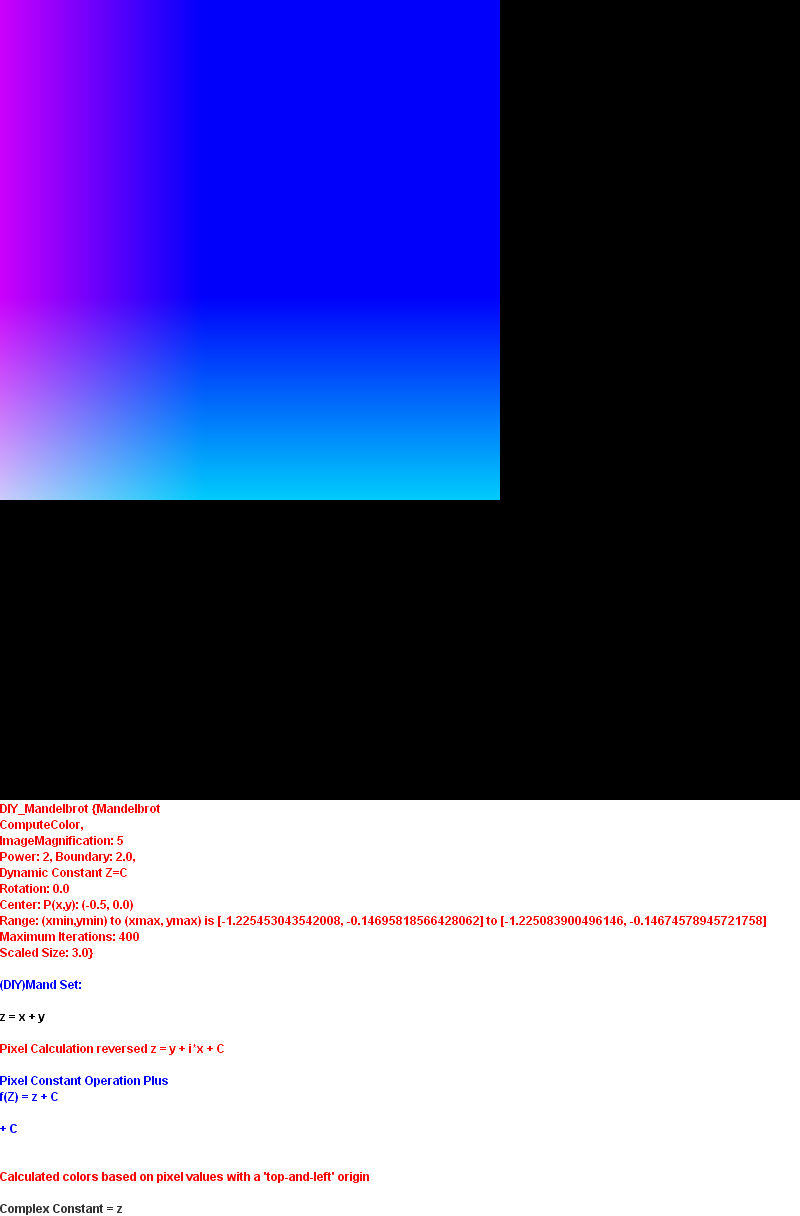 DIY_Mandelbrot {Mandelbrot
ComputeColor,
ImageMagnification: 5
Power: 2, Boundary: 2.0,
Dynamic Constant Z=C
Rotation: 0.0
Center: P(x,y): (-0.5, 0.0)
Range: (xmin,ymin) to (xmax, ymax) is [-1.225453043542008, -0.14695818566428062] to [-1.225083900496146, -0.14674578945721758]
Maximum Iterations: 400
Scaled Size: 3.0}
(DIY)Mand Set:
z = x + y
Pixel Calculation reversed z = y + i*x + C
Pixel Constant Operation Plus
f(Z) = z + C
+ C
Calculated colors based on pixel values with a 'top-and-left' origin
Complex Constant = z